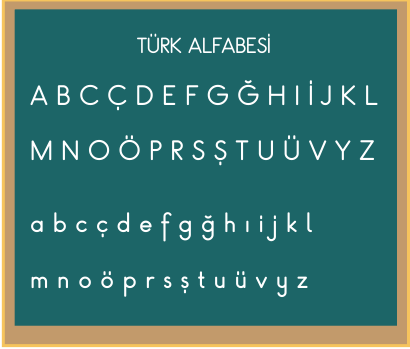 TÜRK ALFABESİ
A B C Ç D E F G Ğ H I İ J K L
M N O Ö P R S Ş T U Ü V Y Z
a b c ç d e f g ğ h ı i j k l
m n o ö p r s ş t u ü v y z